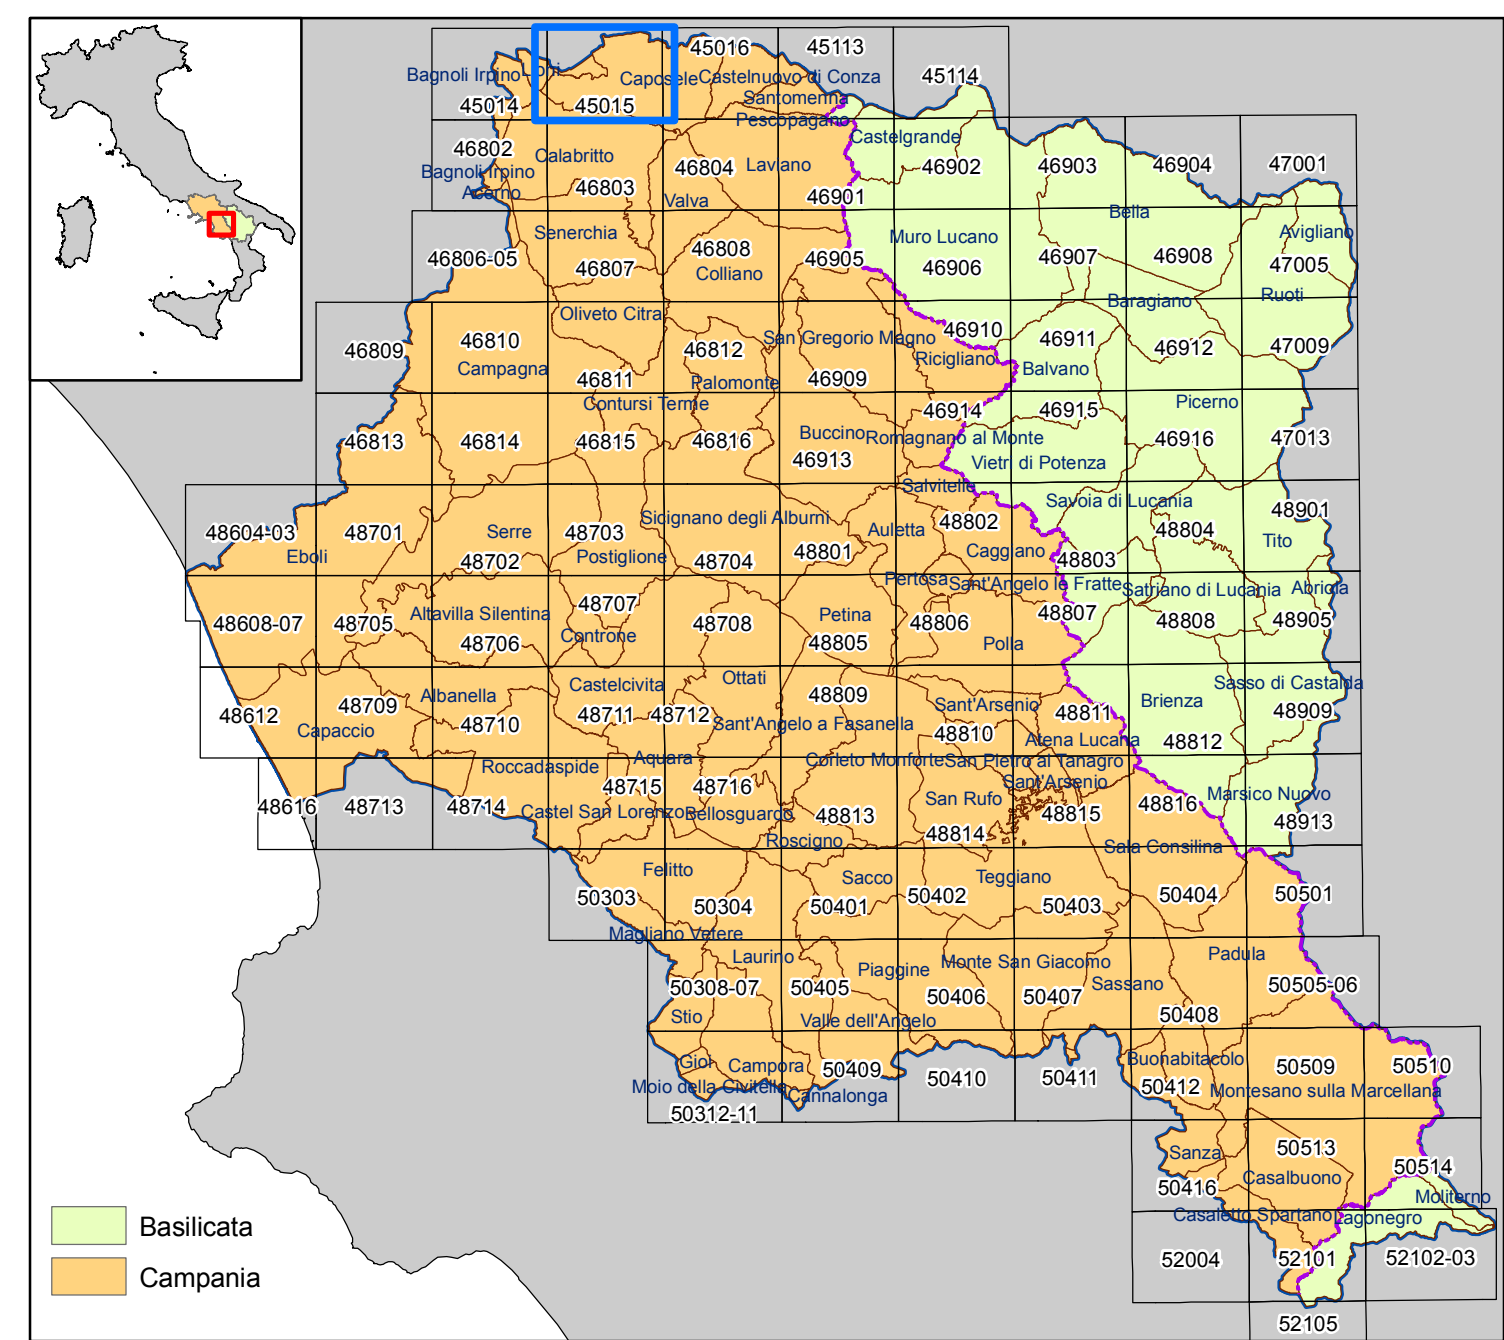 45016
45113
Bagnoli Irpino
Lioni
Caposele
Castelnuovo di Conza
45114
45014
45015
Santomenna
Pescopagano
Castelgrande
46802
Calabritto
46804
Laviano
46902
46903
46904
47001
Bagnoli Irpino
Acerno
46803
Valva
46901
Bella
Senerchia
46808
Muro Lucano
Avigliano
46806-05
46807
Colliano
46905
46906
46907
46908
47005
Oliveto Citra
Baragiano
Ruoti
46809
46810
46812
San Gregorio Magno
46910
46911
46912
47009
Campagna
46811
Palomonte
46909
Ricigliano
Balvano
Contursi Terme
46914
46915
Picerno
46813
46814
46815
46816
Buccino
Romagnano al Monte
46916
47013
46913
Vietri di Potenza
Salvitelle
Savoia di Lucania
48604-03
48701
Serre
48703
Sicignano degli Alburni
Auletta
48802
48804
48901
Eboli
48702
Postiglione
48704
48801
Caggiano
48803
Tito
Pertosa
Sant'Angelo le Fratte
Satriano di Lucania
Abriola
48608-07
48705
Altavilla Silentina
48707
48708
Petina
48806
48807
48808
48905
48706
Controne
48805
Polla
Albanella
Castelcivita
Ottati
48809
Sant'Arsenio
Brienza
Sasso di Castalda
48612
48709
48710
48711
48712
Sant'Angelo a Fasanella
48810
48811
48909
Capaccio
Atena Lucana
48812
Roccadaspide
Aquara
Corleto Monforte
San Pietro al Tanagro
48616
48713
48714
48715
48716
Sant'Arsenio
San Rufo
48816
Marsico Nuovo
Castel San Lorenzo
Bellosguardo
48813
48814
48815
48913
Roscigno
Sala Consilina
Felitto
Sacco
Teggiano
50303
50304
50401
50402
50403
50404
50501
Magliano Vetere
Laurino
Piaggine
Monte San Giacomo
Padula
50308-07
50405
50406
50407
Sassano
50505-06
Stio
Valle dell'Angelo
50408
Gioi
Campora
50409
50410
50411
Buonabitacolo
50509
50510
Moio della Civitella
Cannalonga
50412
Montesano sulla Marcellana
50312-11
Sanza
50513
50514
50416
Casalbuono
Moliterno
Casaletto Spartano
Lagonegro
Basilicata
52004
52101
52102-03
Campania
52105